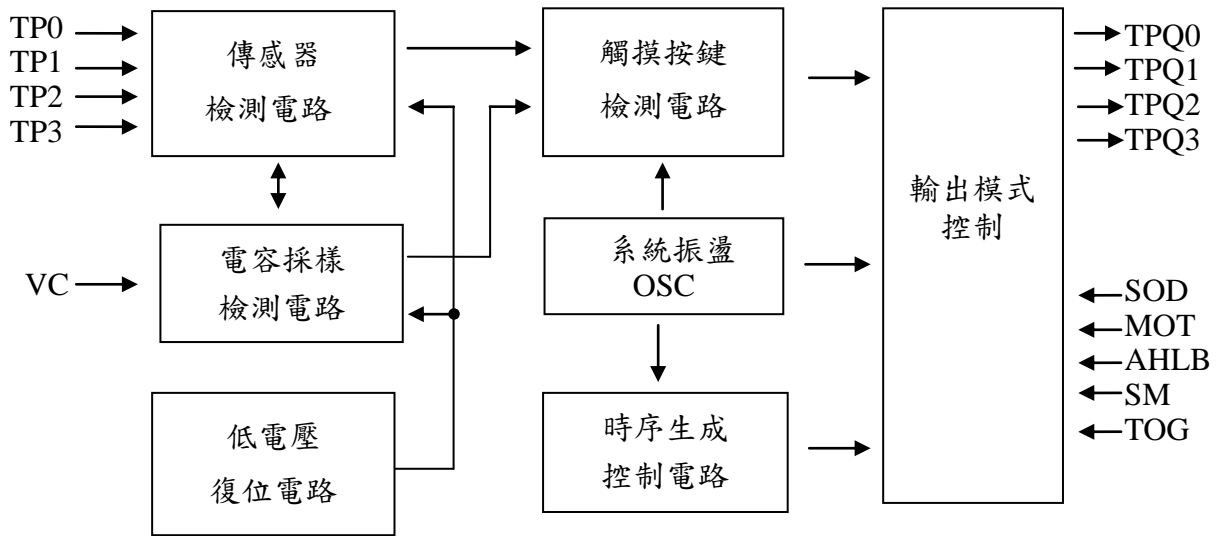 TP0
TP1
TP2
TP3
傳感器
檢測電路
觸摸按鍵
檢測電路
TPQ0
TPQ1
TPQ2
TPQ3
輸出模式
控制
VC
電容採樣
檢測電路
系統振盪
OSC
SOD
MOT
AHLB
SM
TOG
低電壓
復位電路
時序生成
控制電路